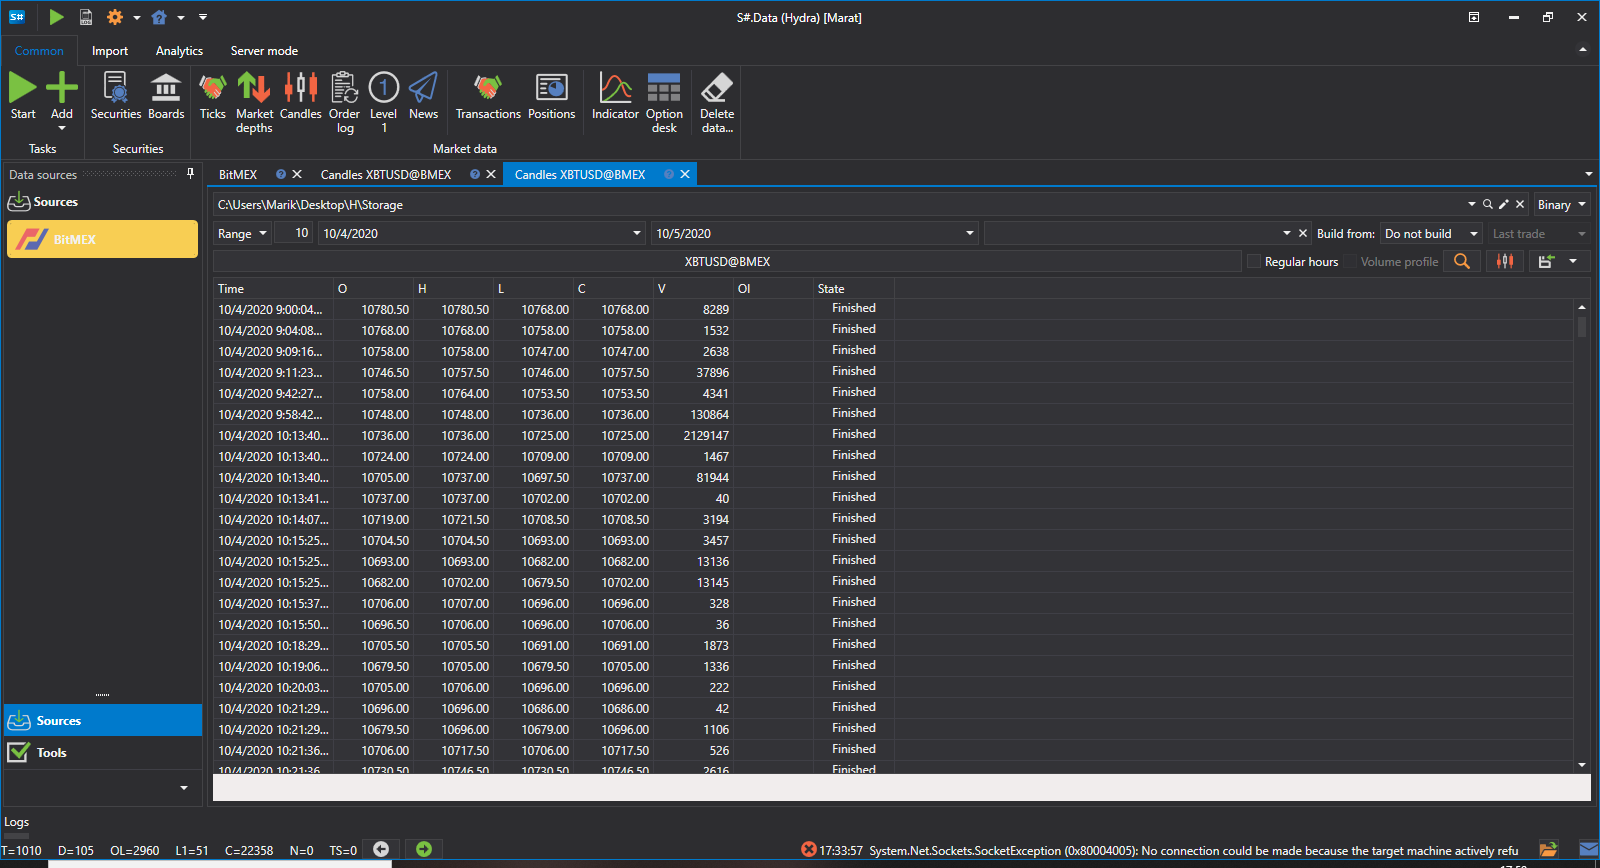 S# S#.Data (Hydra) [Marat]
Common Import Analytics Server mode
LOG
Start Add Securities Boards Ticks Market depths Candles Order log Level 1 News Transactions Positions Indicator Option desk Delete data...
Tasks Securities Market data
Data sources
Sources
BitMEX
BitMEX Candles XBTUSD@BMEX Candles XBTUSD@BMEX
C:\Users\Marik\Desktop\H\Storage Binary
Range 10 10/4/2020 10/5/2020 Build from: Do not build Last trade
XBTUSD@BMEX Regular hours Volume profile
Time O H L C V OI State
10/4/2020 9:00:04... 10780.50 10780.50 10768.00 10768.00 8289 Finished
10/4/2020 9:04:08... 10768.00 10768.00 10758.00 10758.00 1532 Finished
10/4/2020 9:09:16... 10758.00 10758.00 10747.00 10747.00 2638 Finished
10/4/2020 9:11:23... 10746.50 10757.50 10746.00 10757.50 37896 Finished
10/4/2020 9:42:27... 10758.00 10764.00 10753.50 10753.50 4341 Finished
10/4/2020 9:58:42... 10748.00 10748.00 10736.00 10736.00 130864 Finished
10/4/2020 10:13:40... 10736.00 10736.00 10725.00 10725.00 2129147 Finished
10/4/2020 10:13:40... 10724.00 10724.00 10709.00 10709.00 1467 Finished
10/4/2020 10:13:40... 10705.00 10737.00 10697.50 10737.00 81944 Finished
10/4/2020 10:13:41... 10737.00 10737.00 10702.00 10702.00 40 Finished
10/4/2020 10:14:07... 10719.00 10721.50 10708.50 10708.50 3194 Finished
10/4/2020 10:15:25... 10704.50 10704.50 10693.00 10693.00 3457 Finished
10/4/2020 10:15:25... 10693.00 10693.00 10682.00 10682.00 13136 Finished
10/4/2020 10:15:25... 10682.00 10702.00 10679.50 10702.00 13145 Finished
10/4/2020 10:15:37... 10706.00 10707.00 10696.00 10696.00 328 Finished
10/4/2020 10:15:50... 10696.50 10706.00 10696.00 10706.00 36 Finished
10/4/2020 10:18:29... 10705.50 10705.50 10691.00 10691.00 1873 Finished
10/4/2020 10:19:06... 10679.50 10705.00 10679.50 10705.00 1336 Finished
10/4/2020 10:20:03... 10705.00 10706.00 10696.00 10696.00 222 Finished
10/4/2020 10:21:29... 10696.00 10696.00 10686.00 10686.00 42 Finished
10/4/2020 10:21:29... 10679.50 10696.00 10679.00 10696.00 1106 Finished
10/4/2020 10:21:36... 10706.00 10717.50 10706.00 10717.50 526 Finished
10/4/2020 10:21:36... 10730.50 10746.50 10730.50 10746.50 2616 Finished
Sources
Tools
Logs
T=1010 D=105 OL=2960 L1=51 C=22358 N=0 TS=0 17:33:57 System.Net.Sockets.SocketException (0x80004005): No connection could be made because the target machine actively refu